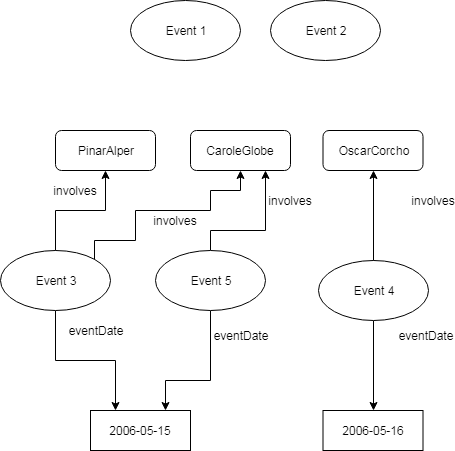 Event 1
Event 2
PinarAlper
CaroleGlobe
OscarCorcho
involves
involves
involves
involves
Event 3
Event 5
Event 4
eventDate
eventDate
eventDate
2006-05-15
2006-05-16